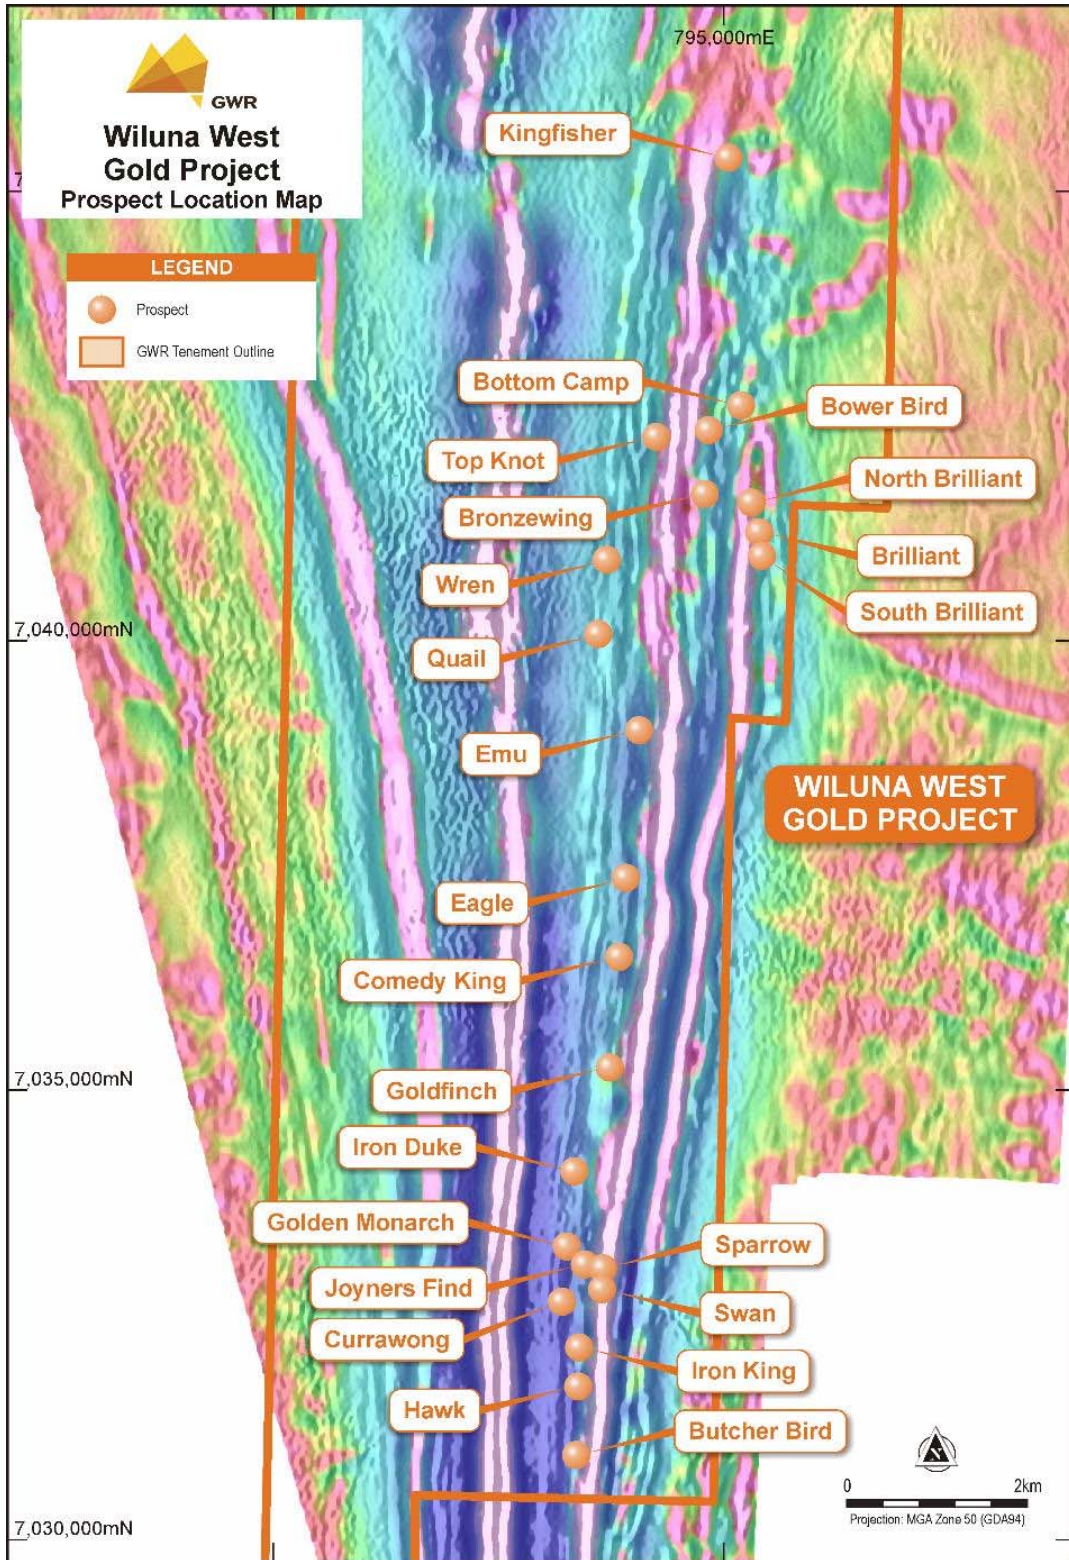 795,000mE
GWR
Wiluna West
Gold Project
Prospect Location Map
LEGEND
Prospect
GWR Tenement Outline
Kingfisher
Bottom Camp
Bower Bird
Top Knot
North Brilliant
Bronzewing
Brilliant
Wren
South Brilliant
7,040,000mN
Quail
Emu
WILUNA WEST
GOLD PROJECT
Eagle
Comedy King
7,035,000mN
Goldfinch
Iron Duke
Golden Monarch
Sparrow
Joyners Find
Swan
Currawong
Iron King
Hawk
Butcher Bird
N
0 2km
Projection: MGA Zone 50 (GDA94)
7,030,000mN